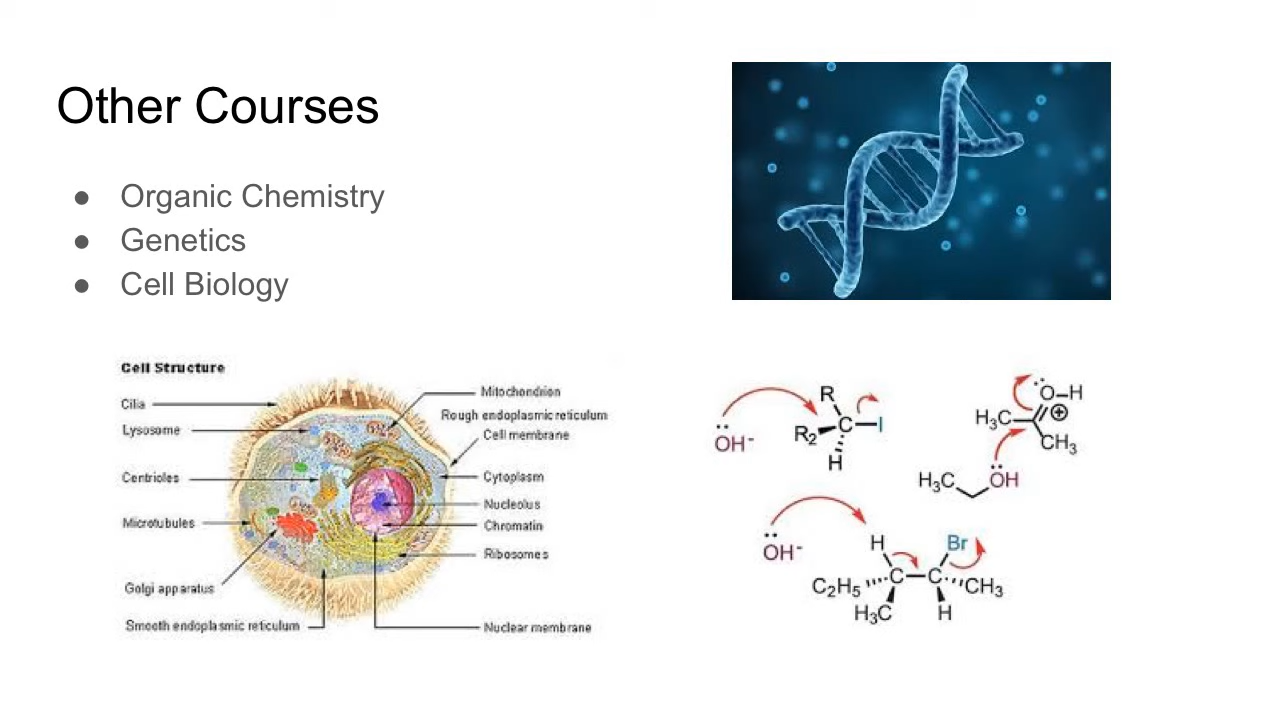 Other Courses
● Organic Chemistry
● Genetics
● Cell Biology
Cell Structure
Cilia
Lysosome
Centrioles
Microtubules
Golgi apparatus
Smooth endoplasmic reticulum
Mitochondrion
Rough endoplasmic reticulum
Cell membrane
Cytoplasm
Nucleolus
Chromatin
Ribosomes
Nuclear membrane
OH⁻
R
R₂
C
I
H
O–H
⊕
H₃C
CH₃
H₃C
OH
OH⁻
H
Br
C₂H₅
C–C
CH₃
H₃C
H